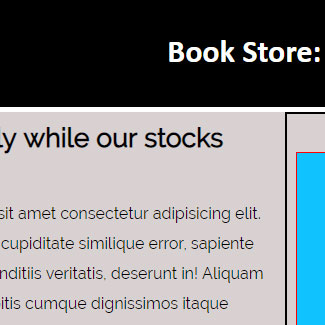 Book Store:
ly while our stocks
sit amet consectetur adipisicing elit.
cupiditate similique error, sapiente
nditiis veritatis, deserunt in! Aliquam
itis cumque dignissimos itaque